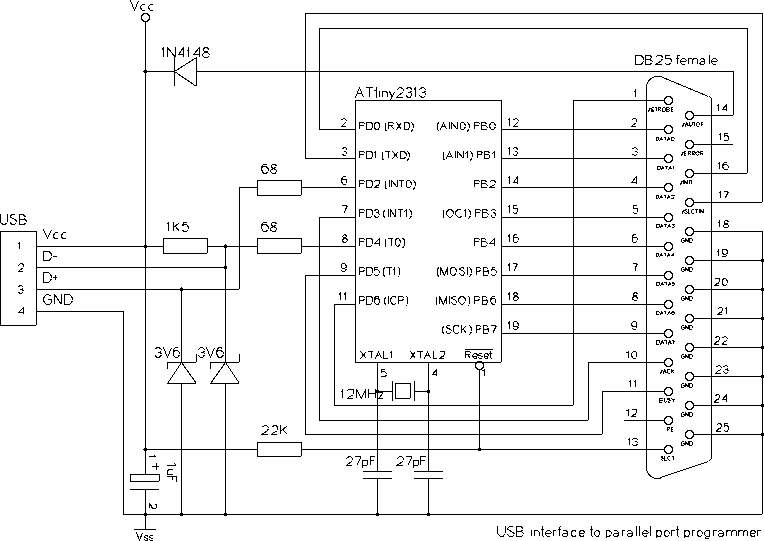 Vcc
1N4148
DB25 female
ATtiny2313
1
/STROBE
14
/AUTOF
2 PD0 (RXD) (AIN0) PB0 12 2
DATA0
15
/ERROR
3 PD1 (TXD) (AIN1) PB1 13 3
DATA1
16
/INIT
68
6 PD2 (INT0) PB2 14 4
DATA2
17
/SLCTIN
7 PD3 (INT1) (OC1) PB3 15 5
DATA3
18
GND
USB
1 Vcc
1K5
68
8 PD4 (T0) PB4 16 6
DATA4
19
GND
2 D-
9 PD5 (T1) (MOSI) PB5 17 7
DATA5
20
GND
3 D+
11 PD6 (ICP) (MISO) PB6 18 8
DATA6
21
GND
4 GND
(SCK) PB7 19 9
DATA7
22
GND
3V6 3V6
XTAL1 XTAL2 Reset
5 4 1
10
/ACK
23
GND
12MHz
11
BUSY
24
GND
12
PE
25
GND
22K
13
SLCT
27pF 27pF
1 +
1uF
2
Vss
USB interface to parallel port programmer